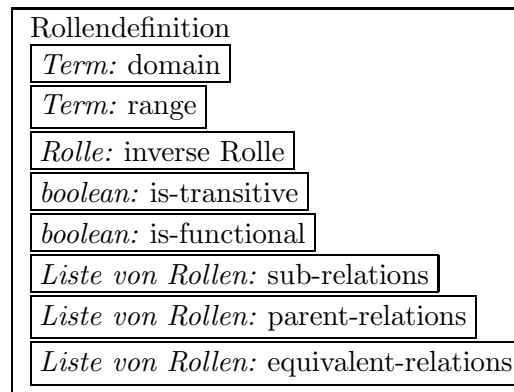 Rollendefinition
Term: domain
Term: range
Rolle: inverse Rolle
boolean: is-transitive
boolean: is-functional
Liste von Rollen: sub-relations
Liste von Rollen: parent-relations
Liste von Rollen: equivalent-relations